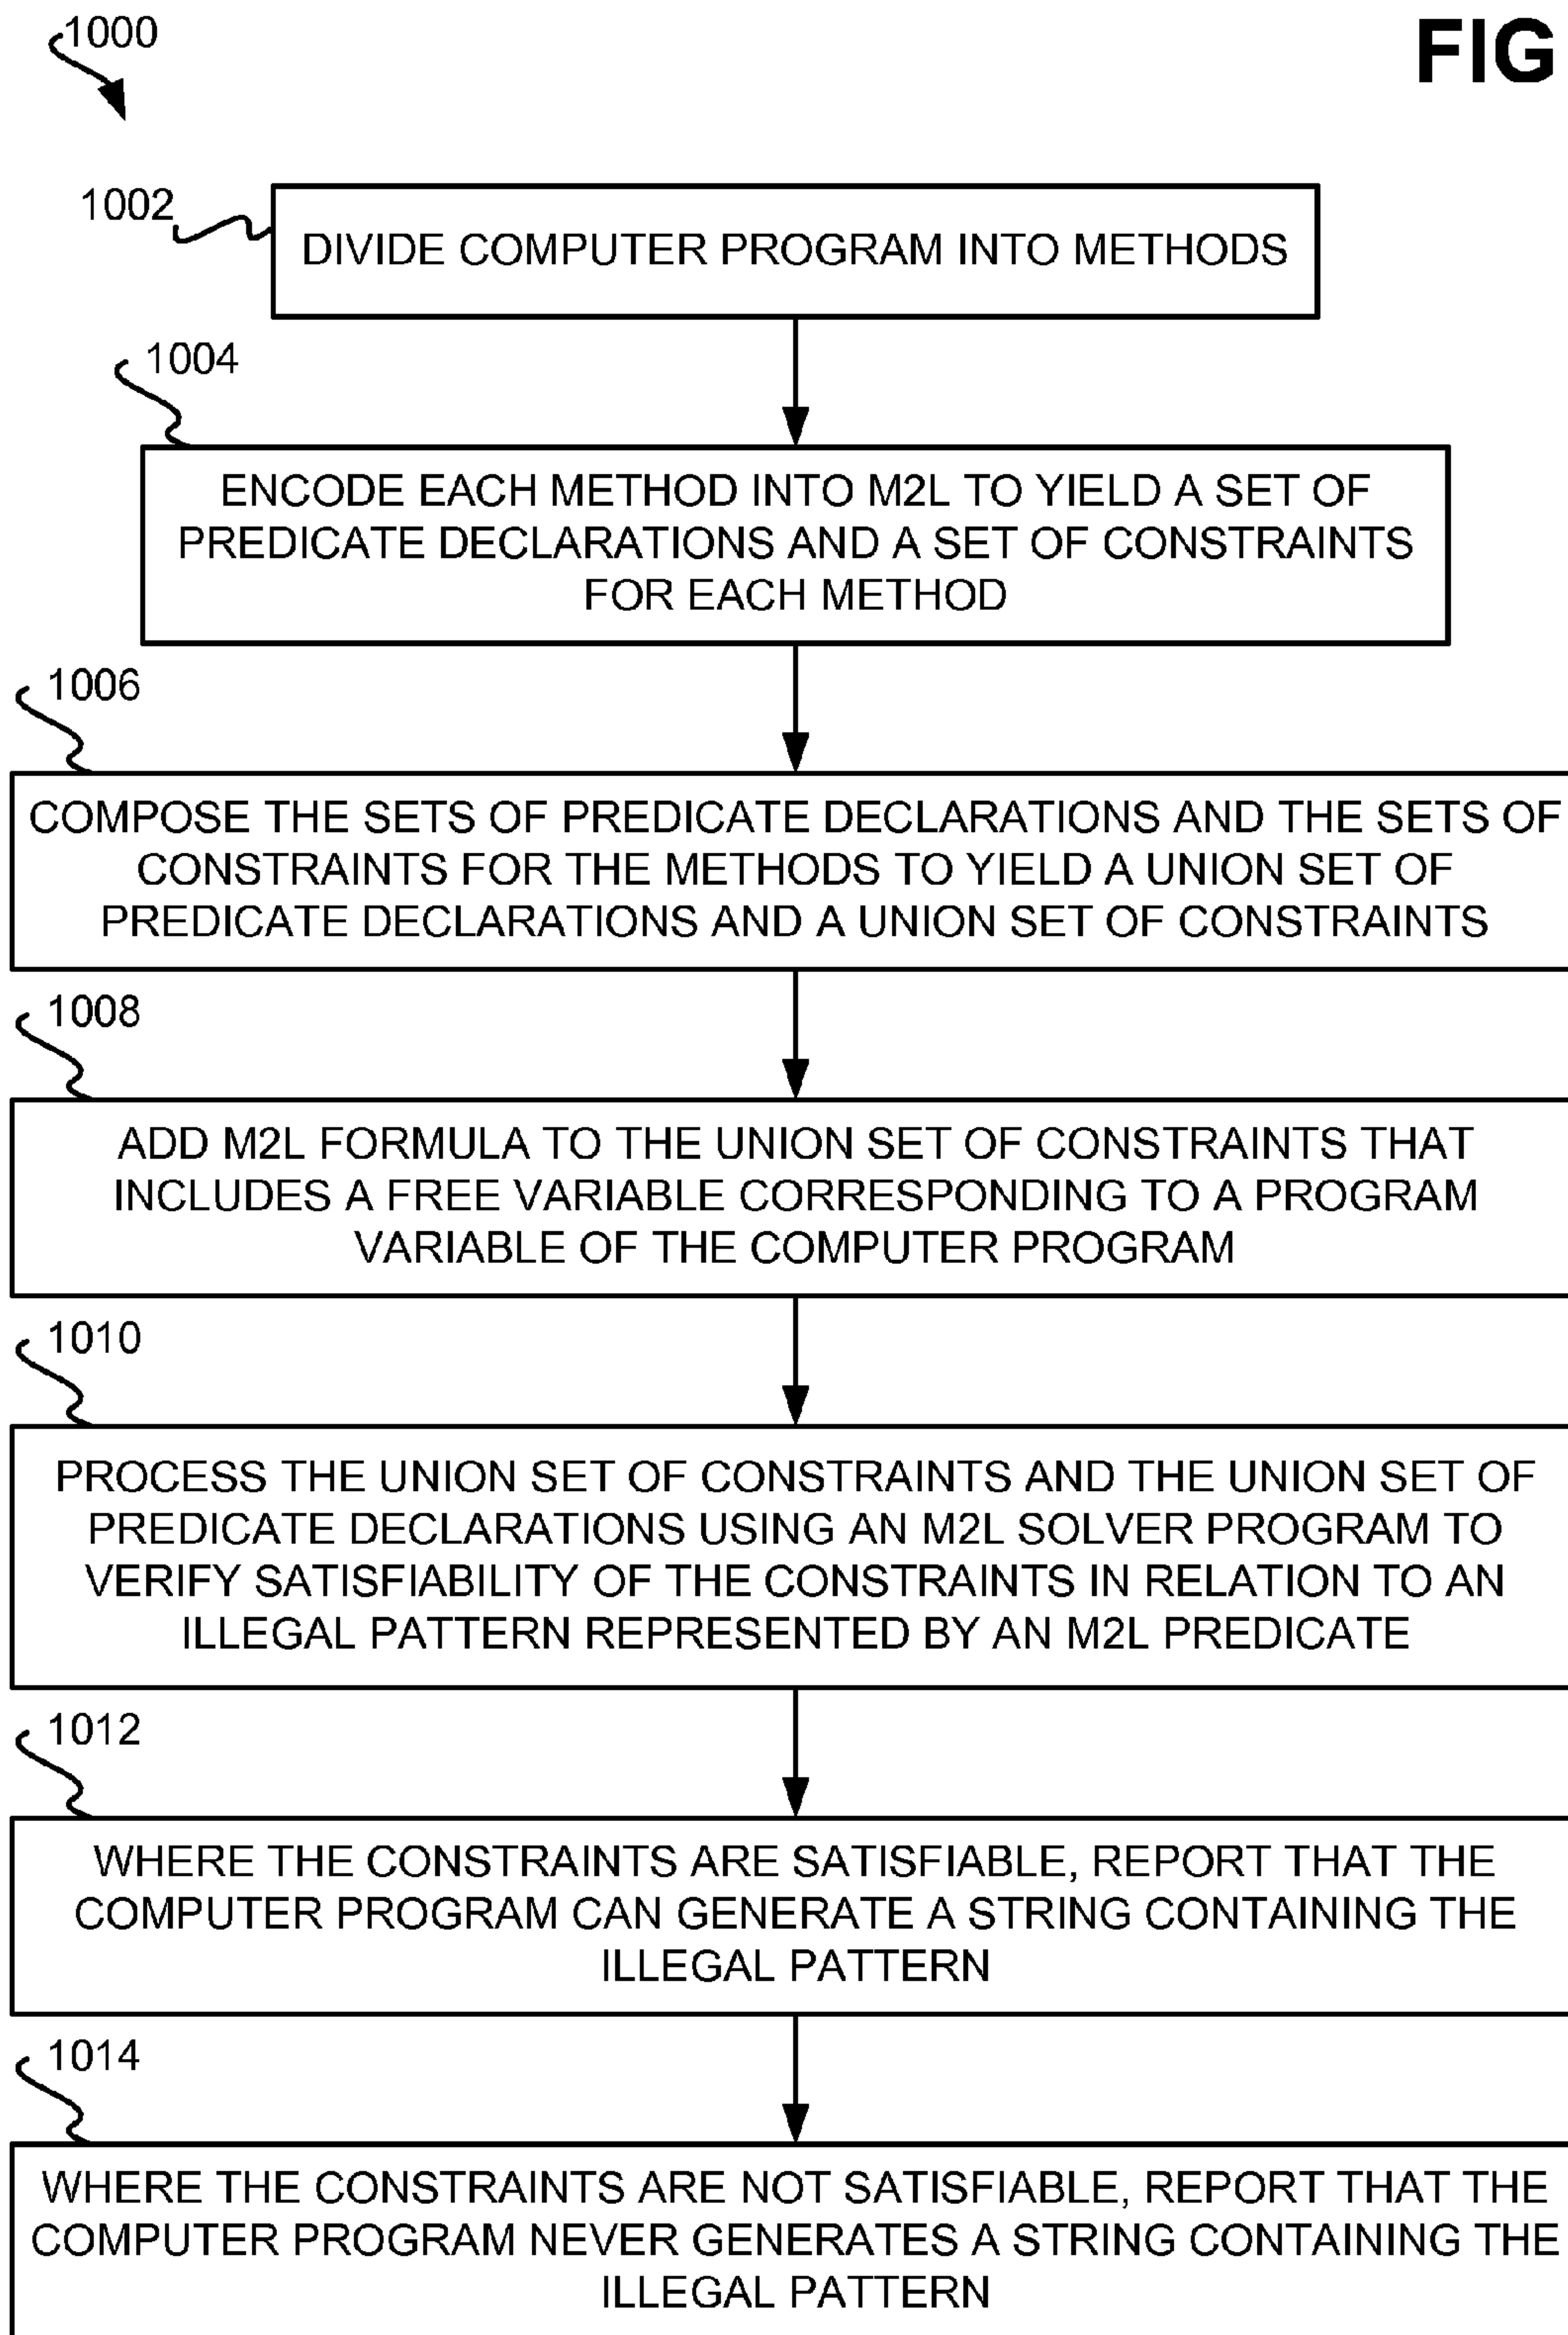 1000
FIG
1002
DIVIDE COMPUTER PROGRAM INTO METHODS
1004
ENCODE EACH METHOD INTO M2L TO YIELD A SET OF
PREDICATE DECLARATIONS AND A SET OF CONSTRAINTS
FOR EACH METHOD
1006
COMPOSE THE SETS OF PREDICATE DECLARATIONS AND THE SETS OF
CONSTRAINTS FOR THE METHODS TO YIELD A UNION SET OF
PREDICATE DECLARATIONS AND A UNION SET OF CONSTRAINTS
1008
ADD M2L FORMULA TO THE UNION SET OF CONSTRAINTS THAT
INCLUDES A FREE VARIABLE CORRESPONDING TO A PROGRAM
VARIABLE OF THE COMPUTER PROGRAM
1010
PROCESS THE UNION SET OF CONSTRAINTS AND THE UNION SET OF
PREDICATE DECLARATIONS USING AN M2L SOLVER PROGRAM TO
VERIFY SATISFIABILITY OF THE CONSTRAINTS IN RELATION TO AN
ILLEGAL PATTERN REPRESENTED BY AN M2L PREDICATE
1012
WHERE THE CONSTRAINTS ARE SATISFIABLE, REPORT THAT THE
COMPUTER PROGRAM CAN GENERATE A STRING CONTAINING THE
ILLEGAL PATTERN
1014
WHERE THE CONSTRAINTS ARE NOT SATISFIABLE, REPORT THAT THE
COMPUTER PROGRAM NEVER GENERATES A STRING CONTAINING THE
ILLEGAL PATTERN